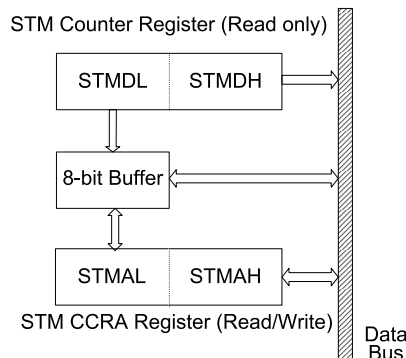 STM Counter Register (Read only)
STMDL STMDH
8-bit Buffer
STMAL STMAH
STM CCRA Register (Read/Write)
Data
Bus